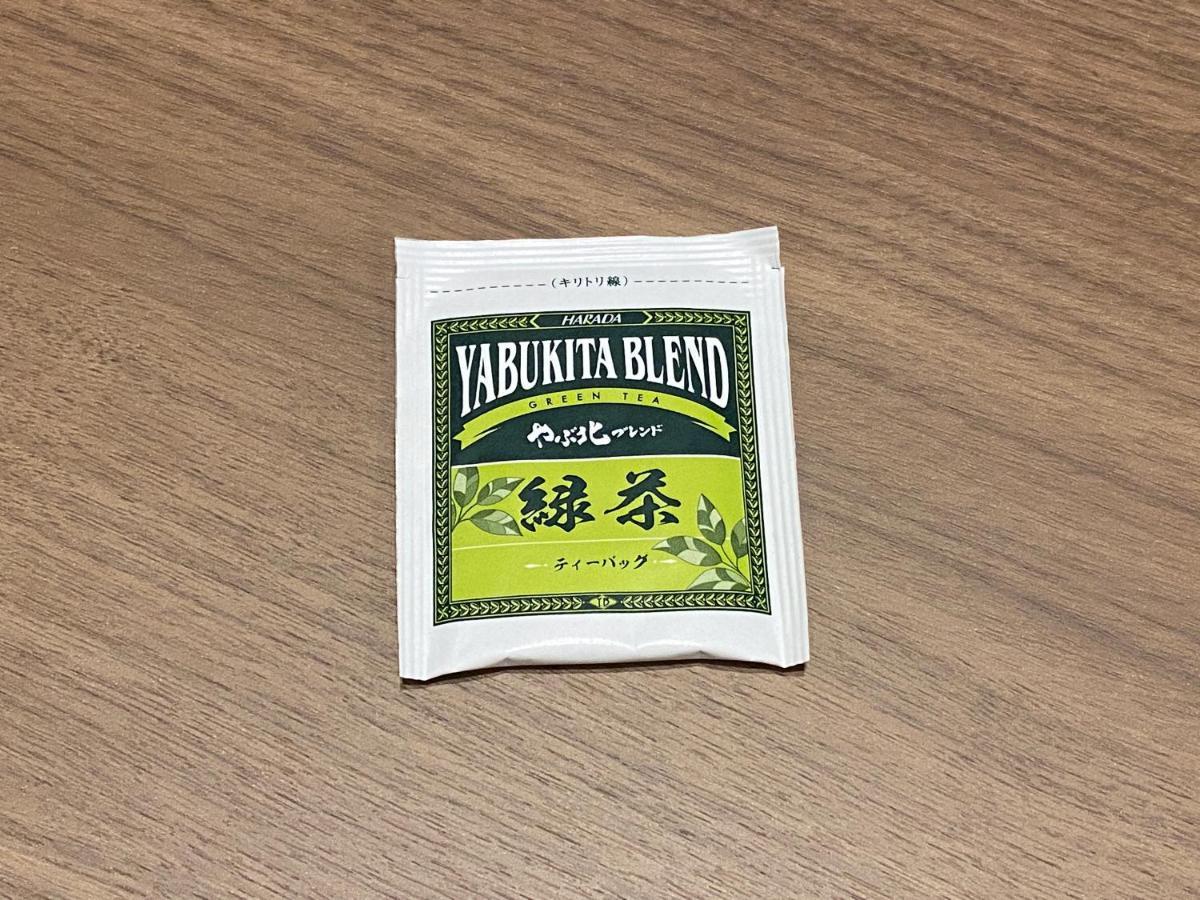 (キリトリ線)
HARADA
YABUKITA BLEND
GREEN TEA
やぶ北ブレンド
緑茶
ティーバッグ